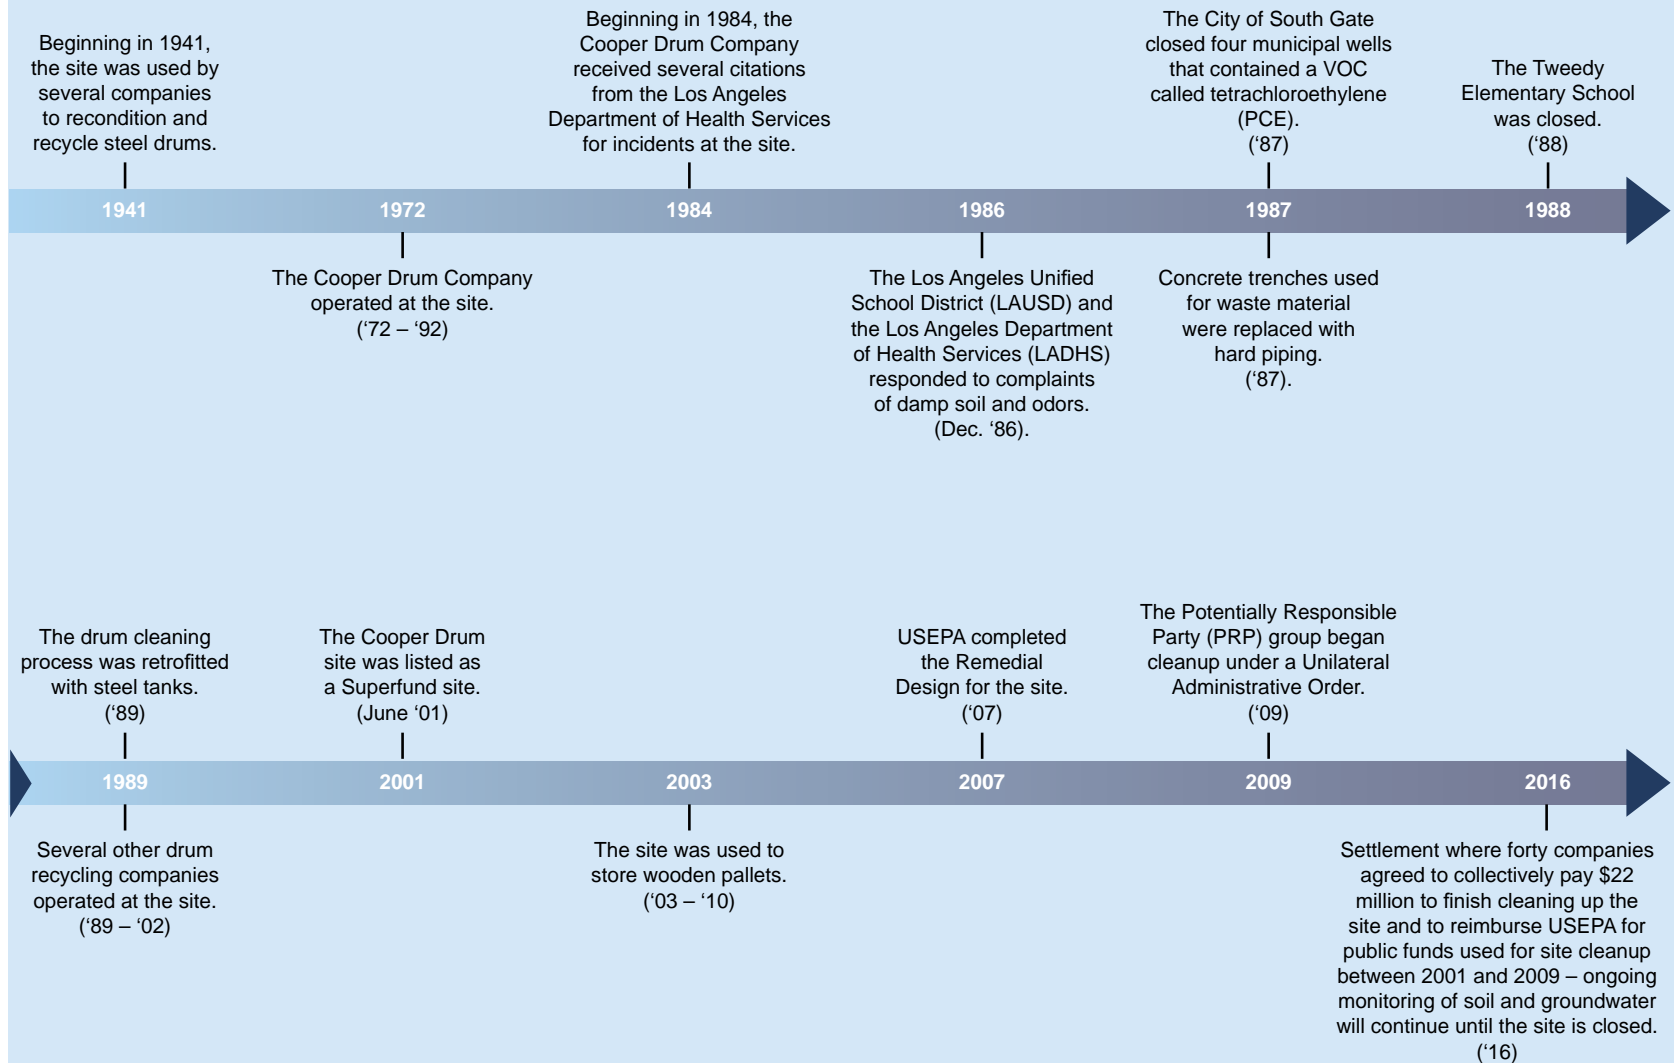 Beginning in 1941,
the site was used by
several companies
to recondition and
recycle steel drums.
Beginning in 1984, the
Cooper Drum Company
received several citations
from the Los Angeles
Department of Health Services
for incidents at the site.
The City of South Gate
closed four municipal wells
that contained a VOC
called tetrachloroethylene
(PCE).
(‘87)
The Tweedy
Elementary School
was closed.
(‘88)
1941
1972
1984
1986
1987
1988
The Cooper Drum Company
operated at the site.
(‘72 – ‘92)
The Los Angeles Unified
School District (LAUSD) and
the Los Angeles Department
of Health Services (LADHS)
responded to complaints
of damp soil and odors.
(Dec. ‘86).
Concrete trenches used
for waste material
were replaced with
hard piping.
(‘87).
The drum cleaning
process was retrofitted
with steel tanks.
(‘89)
The Cooper Drum
site was listed as
a Superfund site.
(June ‘01)
USEPA completed
the Remedial
Design for the site.
(‘07)
The Potentially Responsible
Party (PRP) group began
cleanup under a Unilateral
Administrative Order.
(‘09)
1989
2001
2003
2007
2009
2016
Several other drum
recycling companies
operated at the site.
(‘89 – ‘02)
The site was used to
store wooden pallets.
(‘03 – ‘10)
Settlement where forty companies
agreed to collectively pay $22
million to finish cleaning up the
site and to reimburse USEPA for
public funds used for site cleanup
between 2001 and 2009 – ongoing
monitoring of soil and groundwater
will continue until the site is closed.
(‘16)